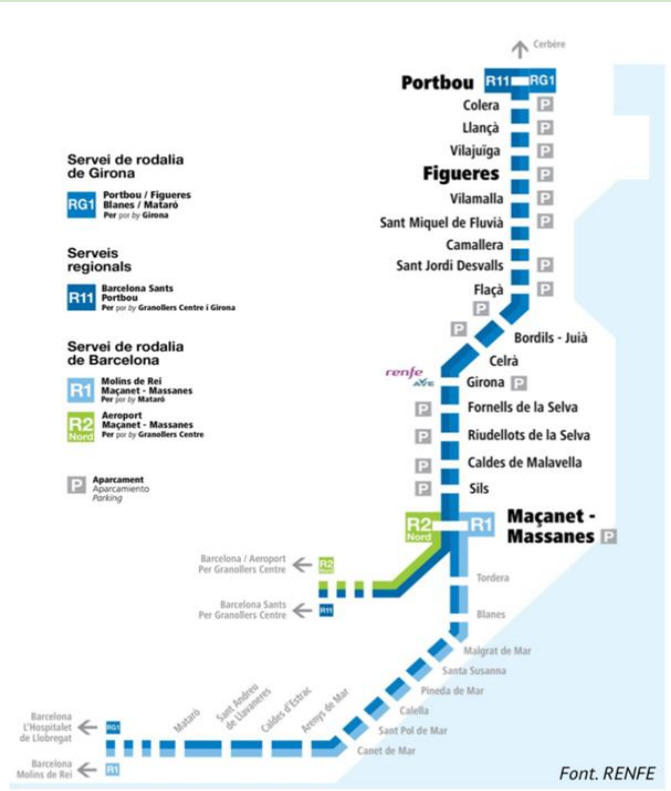 Cerbère
Portbou R11 RG1
Colera P
Llançà P
Vilajuïga P
Figueres P
Vilamalla P
Sant Miquel de Fluvià P
Camallera
Sant Jordi Desvalls P
Flaçà P
P
P
Bordils - Juià
Celrà
renfe
AVE
Girona P
P Fornells de la Selva
P Riudellots de la Selva
P Caldes de Malavella
P Sils
R2 Nord R1 Maçanet -
Massanes P
Servei de rodalia
de Girona
RG1
Portbou / Figueres
Blanes / Mataró
Per por by Girona
Serveis
regionals
R11
Barcelona Sants
Portbou
Per por by Granollers Centre i Girona
Servei de rodalia
de Barcelona
R1
Molins de Rei
Maçanet - Massanes
Per por by Mataró
R2
Nord
Aeroport
Maçanet - Massanes
Per por by Granollers Centre
P
Aparcament
Aparcamiento
Parking
Barcelona / Aeroport
Per Granollers Centre
R2
Barcelona Sants
Per Granollers Centre
R11
Tordera
Blanes
Malgrat de Mar
Santa Susanna
Pineda de Mar
Calella
Sant Pol de Mar
Canet de Mar
Arenys de Mar
Caldes d'Estrac
Sant Andreu
de Llavaneres
Mataró
Barcelona
L'Hospitalet
de Llobregat
RG1
Barcelona
Molins de Rei
R1
Font. RENFE